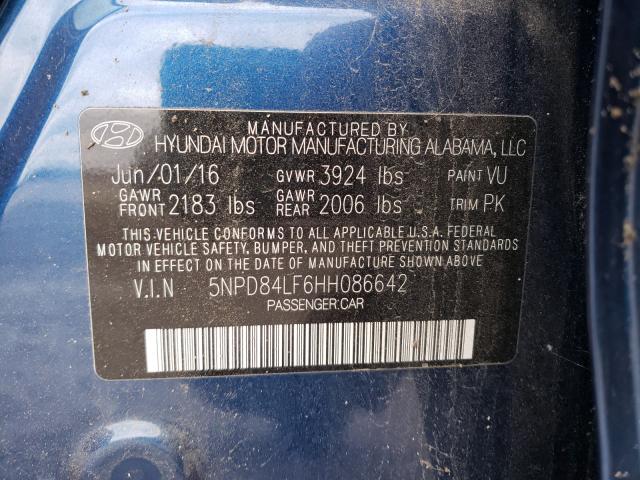 MANUFACTURED BY
HYUNDAI MOTOR MANUFACTURING ALABAMA, LLC
Jun/01/16 GVWR 3924 lbs PAINT VU
GAWR FRONT 2183 lbs GAWR REAR 2006 lbs TRIM PK
THIS VEHICLE CONFORMS TO ALL APPLICABLE U.S.A. FEDERAL
MOTOR VEHICLE SAFETY, BUMPER, AND THEFT PREVENTION STANDARDS
IN EFFECT ON THE DATE OF MANUFACTURE SHOWN ABOVE
V.I.N 5NPD84LF6HH086642
PASSENGER CAR